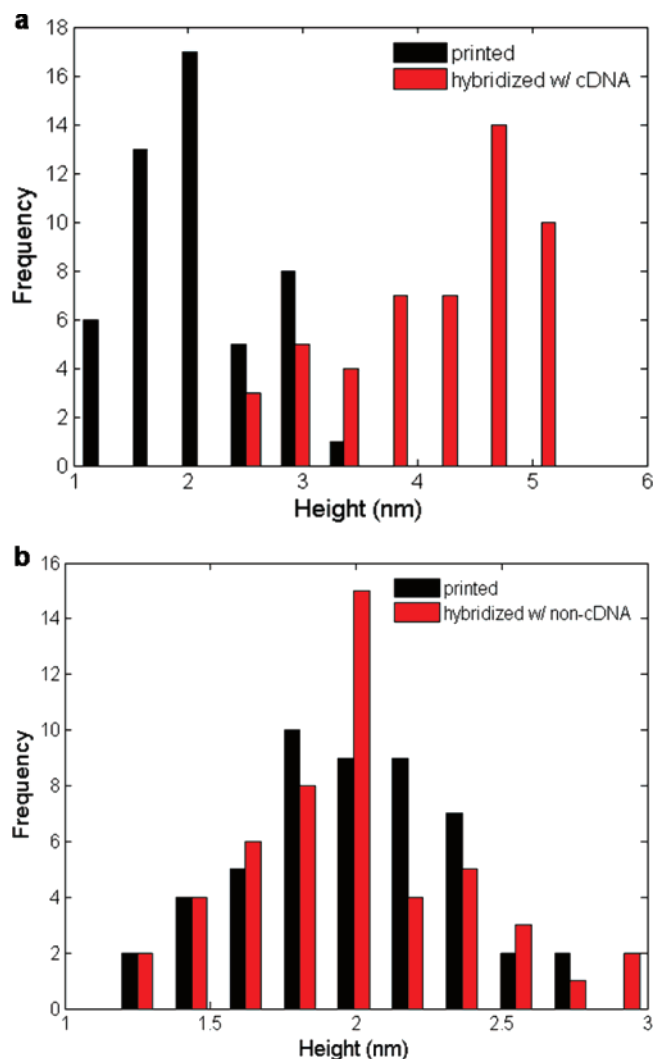 a
18
16
14
12
10
8
6
4
2
0
Frequency
printed
hybridized w/ cDNA
1 2 3 4 5 6
Height (nm)
b
16
14
12
10
8
6
4
2
0
Frequency
printed
hybridized w/ non-cDNA
1 1.5 2 2.5 3
Height (nm)